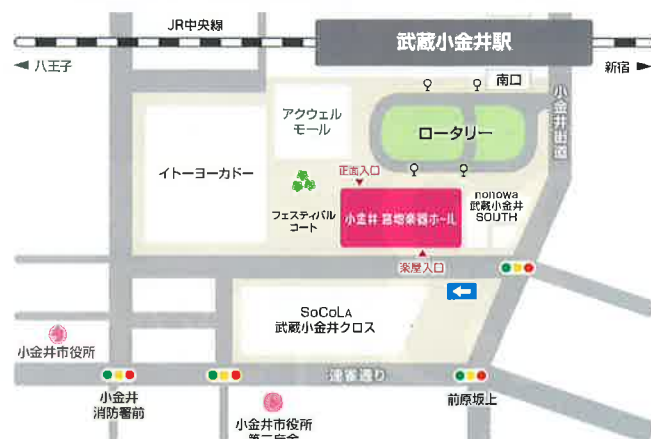 JR中央線
武蔵小金井駅
八王子
新宿
南口
小金井街道
アクウェル
モール
ロータリー
イトーヨーカドー
正面入口
フェスティバル
コート
小金井 宮地楽器ホール
nonowa
武蔵小金井
SOUTH
楽屋入口
SoCoLA
武蔵小金井クロス
小金井市役所
連雀通り
小金井
消防署前
前原坂上
小金井市役所
第二庁舎